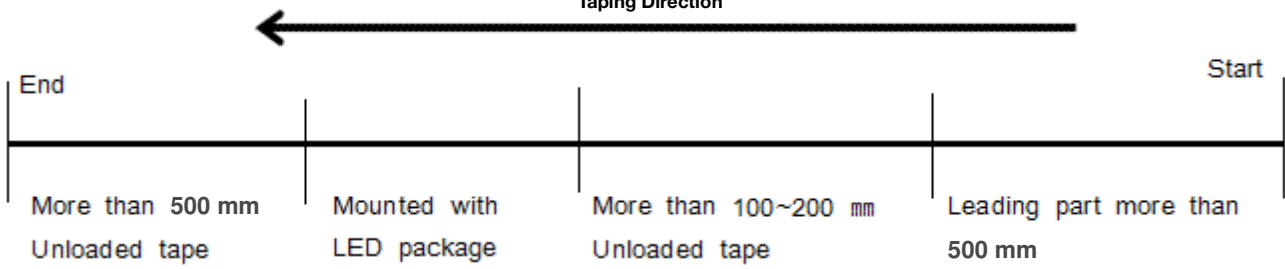 Taping Direction
End
Start
More than 500 mm
Unloaded tape
Mounted with
LED package
More than 100~200 ㎜
Unloaded tape
Leading part more than
500 mm